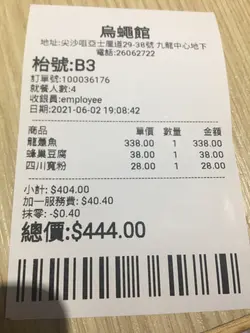 烏蠅館
地址:尖沙咀亞士厘道29-38號 九龍中心地下
電話:26062722
枱號:B3
訂單號:100036176
就餐人數:4
收銀員:employee
日期:2021-06-02 19:08:42
商品 單價 數量 金額
龍躉魚 338.00 1 338.00
蜂巢豆腐 38.00 1 38.00
四川寬粉 28.00 1 28.00
小計: $404.00
加一服務費: $40.40
抹零: -$0.40
總價:$444.00